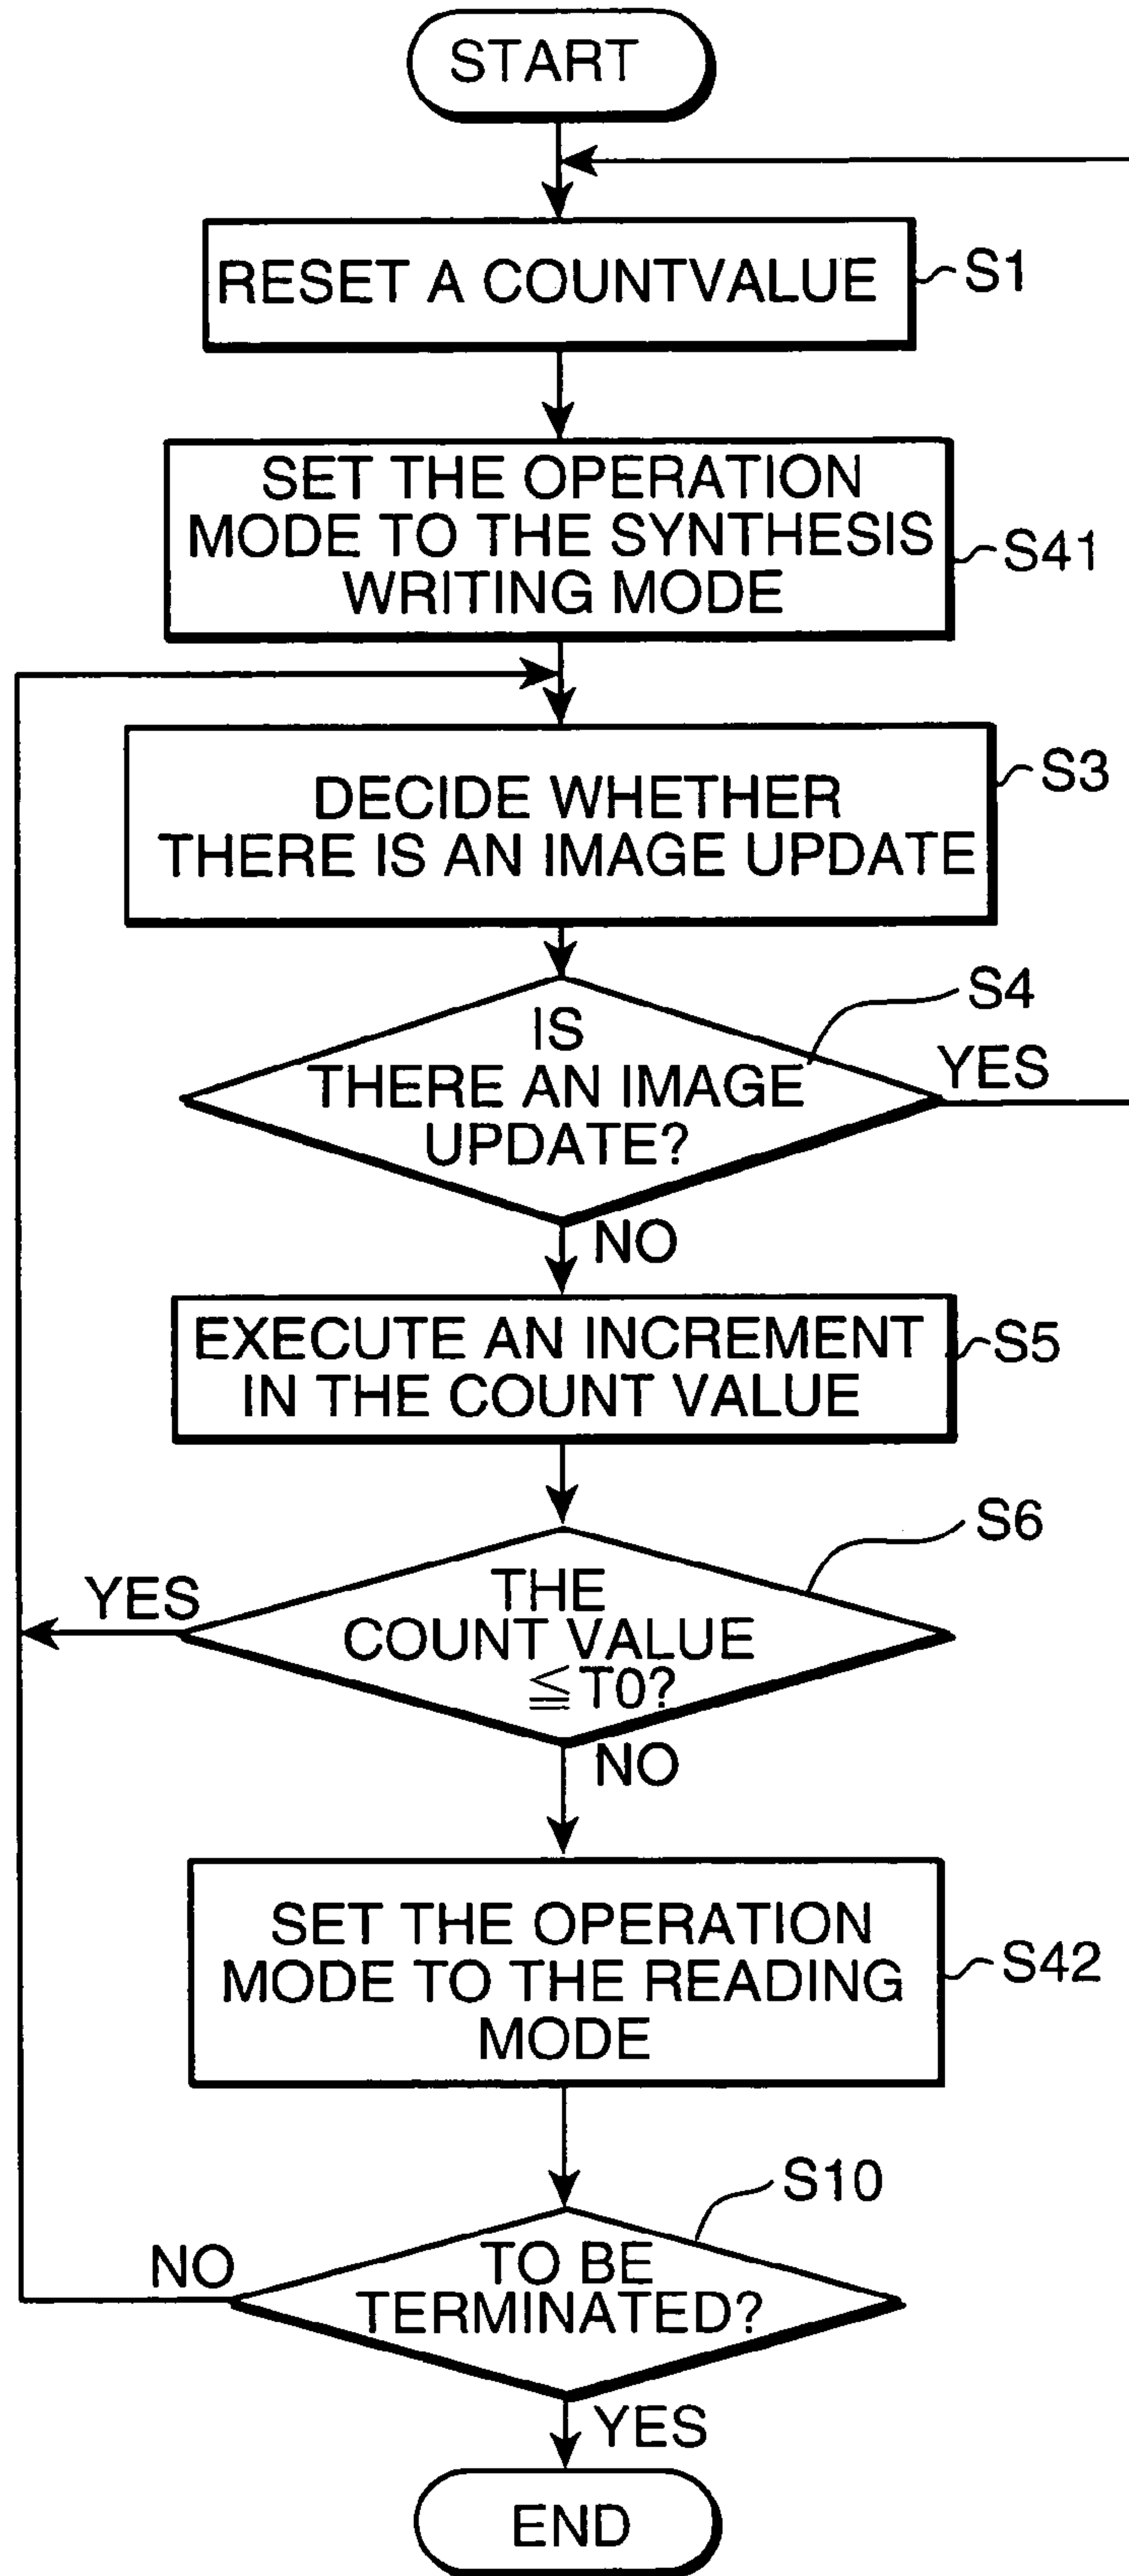 START
RESET A COUNTVALUE
S1
SET THE OPERATION
MODE TO THE SYNTHESIS
WRITING MODE
S41
DECIDE WHETHER
THERE IS AN IMAGE UPDATE
S3
IS
THERE AN IMAGE
UPDATE?
S4
YES
NO
EXECUTE AN INCREMENT
IN THE COUNT VALUE
S5
THE
COUNT VALUE
≦ T0?
S6
YES
NO
SET THE OPERATION
MODE TO THE READING
MODE
S42
TO BE
TERMINATED?
S10
NO
YES
END